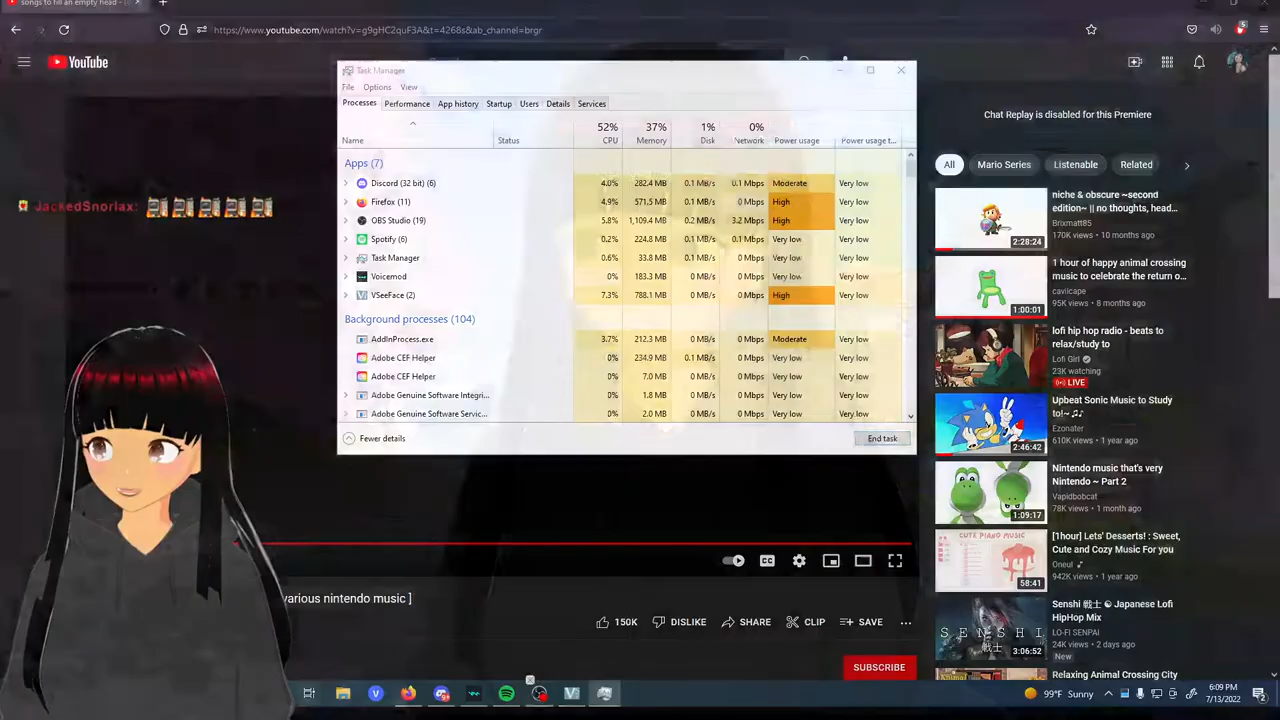 songs to fill an empty head -
https://www.youtube.com/watch?v=g9gHC2quF3A&t=4268s&ab_channel=brgr
5
YouTube
Task Manager
File Options View
Processes Performance App history Startup Users Details Services
52% 37% 1% 0%
Name Status CPU Memory Disk Network Power usage Power usage t...
Apps (7)
Discord (32 bit) (6) 4.0% 282.4 MB 0.1 MB/s 0.1 Mbps Moderate Very low
Firefox (11) 4.9% 571.5 MB 0.1 MB/s 0 Mbps High Very low
OBS Studio (19) 5.8% 1,109.4 MB 0.2 MB/s 3.2 Mbps High Very low
Spotify (6) 0.2% 224.8 MB 0.1 MB/s 0.1 Mbps Very low Very low
Task Manager 0.6% 33.8 MB 0 MB/s 0 Mbps Very low Very low
Voicemod 0% 183.3 MB 0 MB/s 0 Mbps Very low Very low
VSeeFace (2) 7.3% 788.1 MB 0 MB/s 0 Mbps High Very low
Background processes (104)
AddInProcess.exe 3.7% 212.3 MB 0 MB/s 0 Mbps Moderate Very low
Adobe CEF Helper 0% 234.9 MB 0.1 MB/s 0 Mbps Very low Very low
Adobe CEF Helper 0% 7.0 MB 0 MB/s 0 Mbps Very low Very low
Adobe Genuine Software Integri... 0% 1.8 MB 0 MB/s 0 Mbps Very low Very low
Adobe Genuine Software Servic... 0% 2.0 MB 0 MB/s 0 Mbps Very low Very low
Fewer details End task
JackedSnorlax:
various nintendo music ]
150K DISLIKE SHARE CLIP SAVE ...
SUBSCRIBE
Chat Replay is disabled for this Premiere
All Mario Series Listenable Related
niche & obscure ~second
edition~ || no thoughts, head...
Brixmatt85
170K views • 10 months ago
2:28:24
1 hour of happy animal crossing
music to celebrate the return o...
cavilcape
95K views • 8 months ago
1:00:01
lofi hip hop radio - beats to
relax/study to
Lofi Girl
23K watching
LIVE
Upbeat Sonic Music to Study
to!~ ♫♪
Ezonater
610K views • 1 year ago
2:46:42
Nintendo music that's very
Nintendo ~ Part 2
Vapidbobcat
78K views • 1 month ago
1:09:17
CUTE PIANO MUSIC
[1hour] Lets' Desserts! : Sweet,
Cute and Cozy Music For you
Oneul ♪
942K views • 1 year ago
58:41
SENSHI
戦士
Senshi 戦士 ☯ Japanese Lofi
HipHop Mix
LO-FI SENPAI
24K views • 2 days ago
New
3:06:52
Relaxing Animal Crossing City
99°F Sunny
6:09 PM
7/13/2022
2